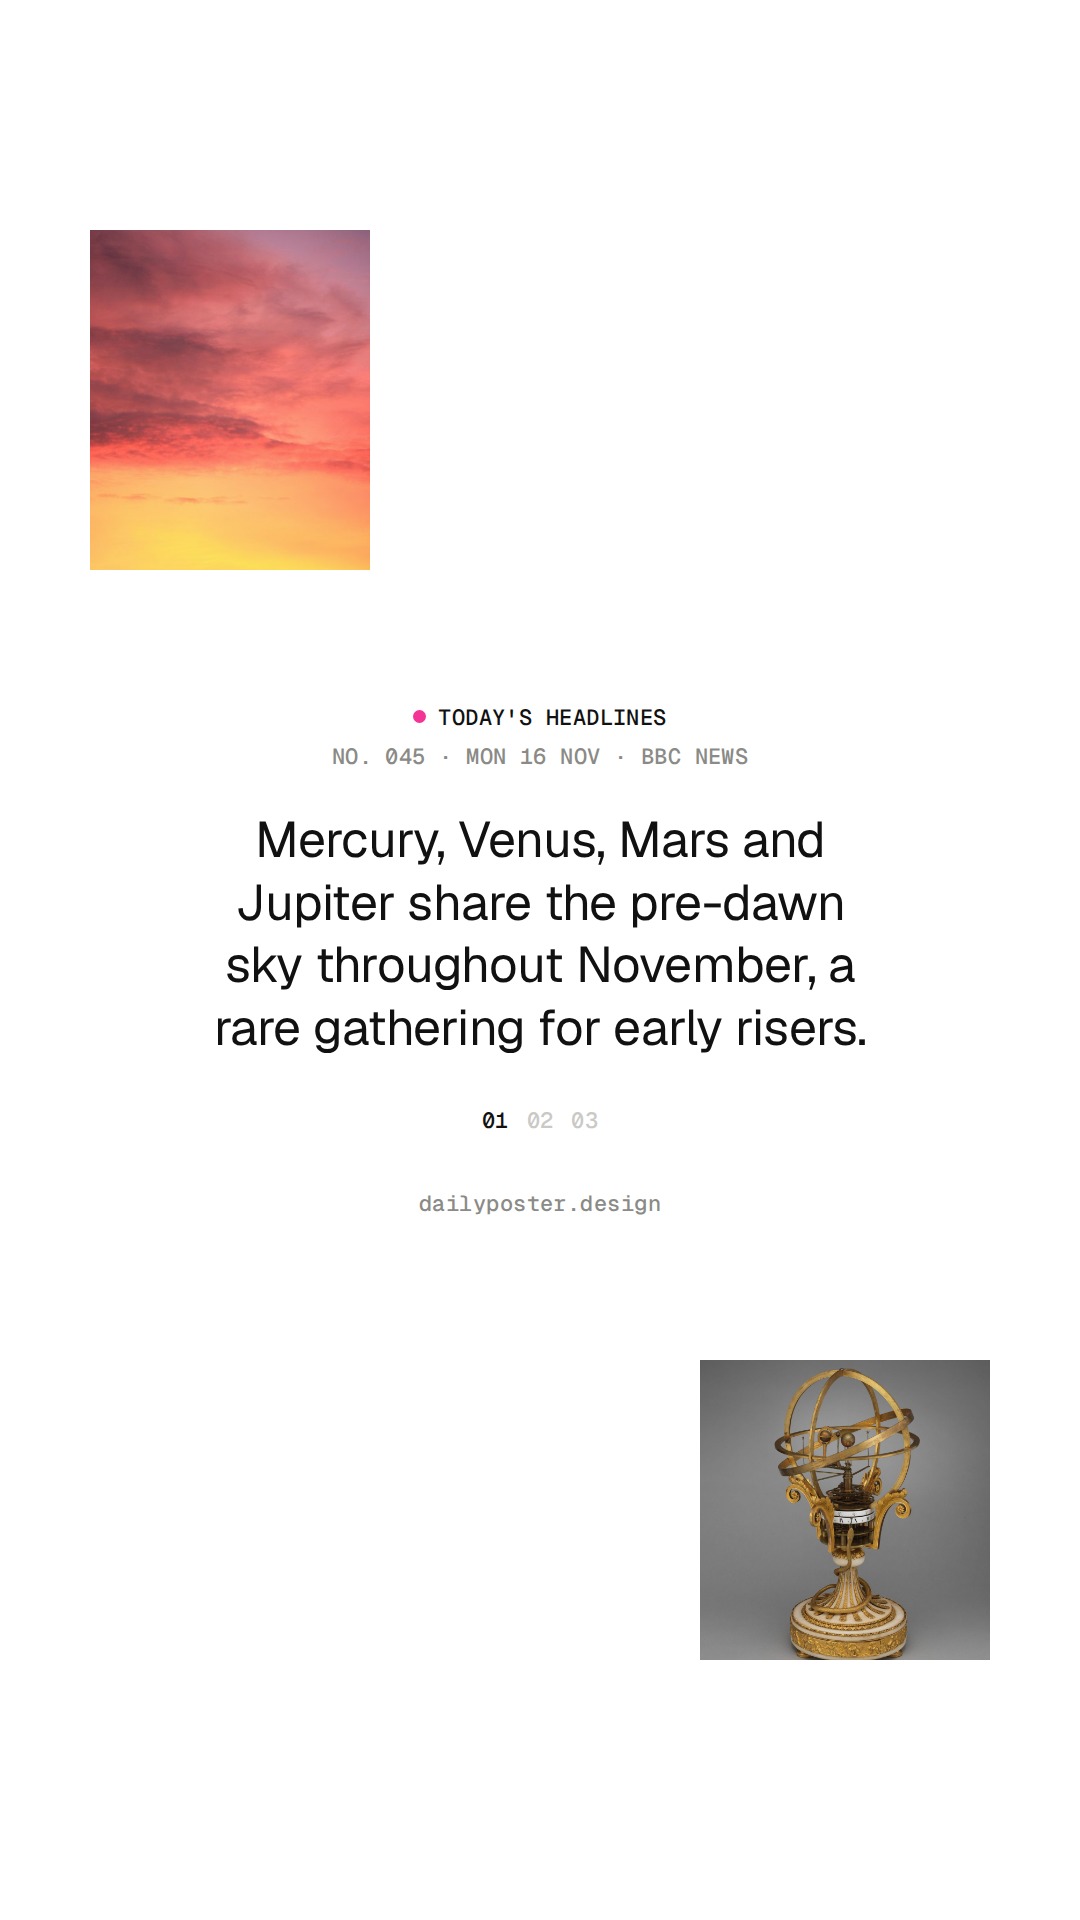 TODAY'S HEADLINES
NO. 045 · MON 16 NOV · BBC NEWS
Mercury, Venus, Mars and
Jupiter share the pre-dawn
sky throughout November, a
rare gathering for early risers.
01 02 03
dailyposter.design